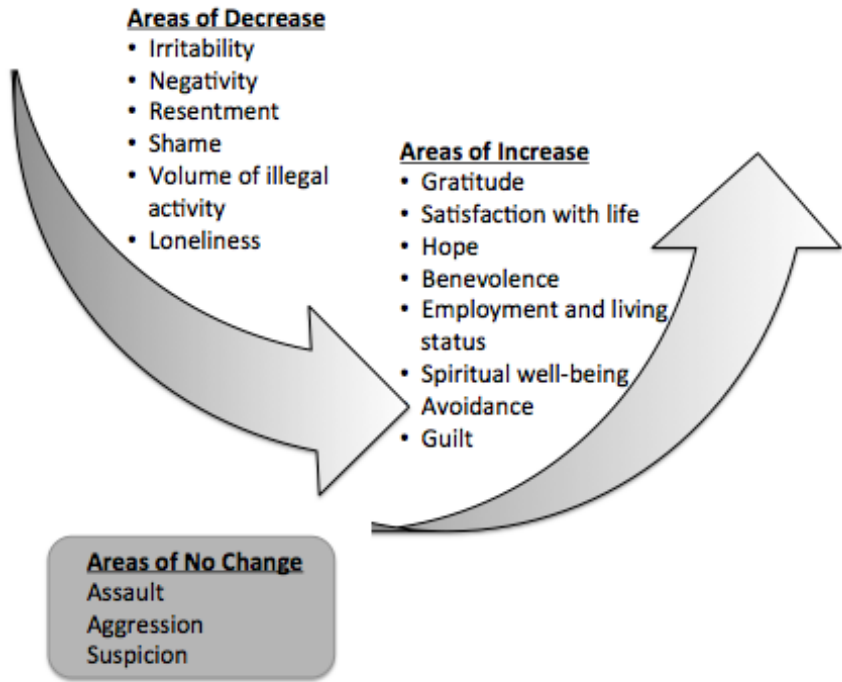 Areas of Decrease
• Irritability
• Negativity
• Resentment
• Shame
• Volume of illegal
activity
• Loneliness
Areas of Increase
• Gratitude
• Satisfaction with life
• Hope
• Benevolence
• Employment and living
status
• Spiritual well-being
Avoidance
• Guilt
Areas of No Change
Assault
Aggression
Suspicion